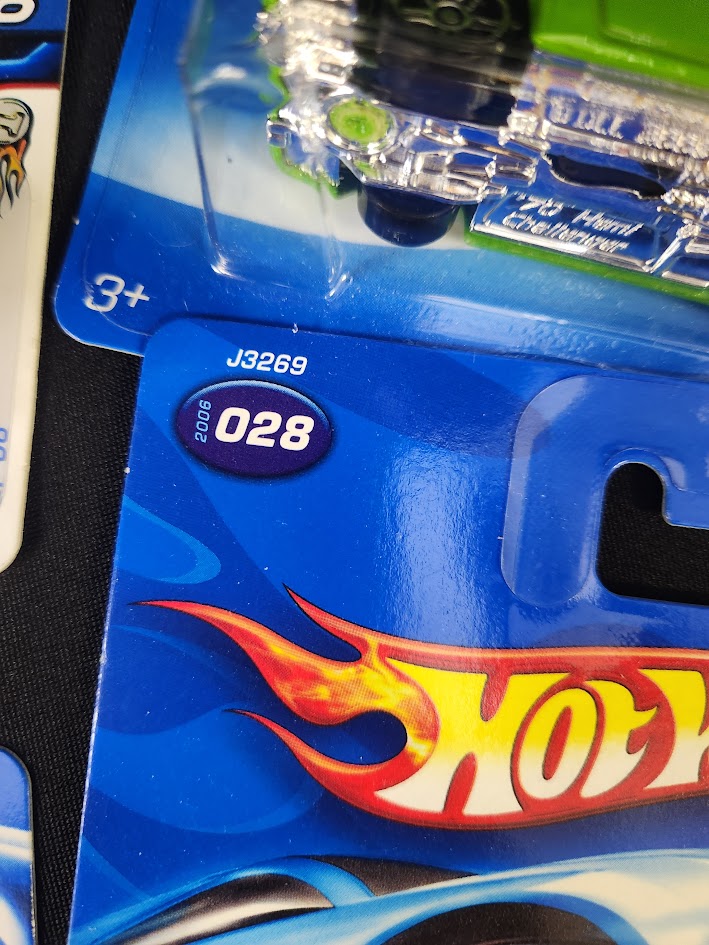 '70 Hemi
Challenger
3+
J3269
2006
028
HOT W